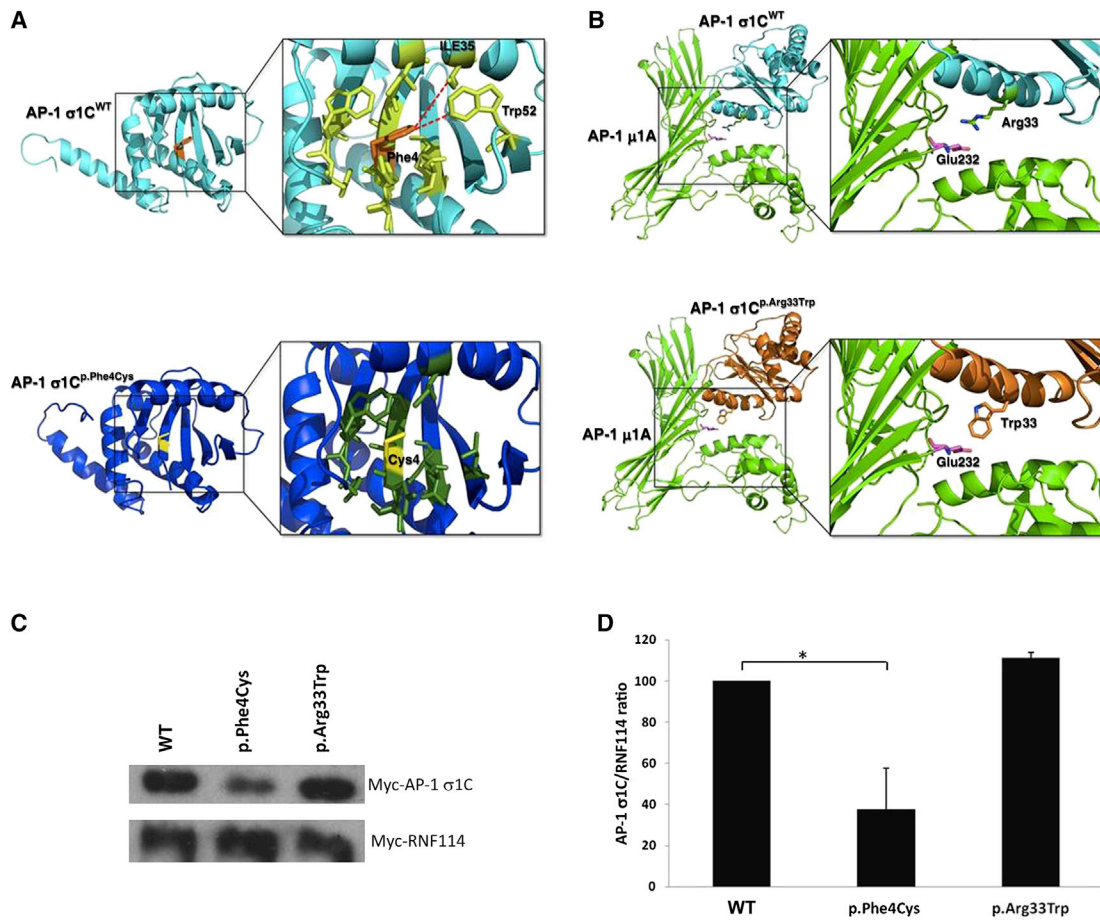 A
AP-1 σ1C^WT
ILE35
Trp52
Phe4
AP-1 σ1C^p.Phe4Cys
Cys4
B
AP-1 σ1C^WT
AP-1 μ1A
Arg33
Glu232
AP-1 σ1C^p.Arg33Trp
AP-1 μ1A
Trp33
Glu232
C
WT
p.Phe4Cys
p.Arg33Trp
Myc-AP-1 σ1C
Myc-RNF114
D
AP-1 σ1C/RNF114 ratio
120
100
80
60
40
20
0
*
WT
p.Phe4Cys
p.Arg33Trp